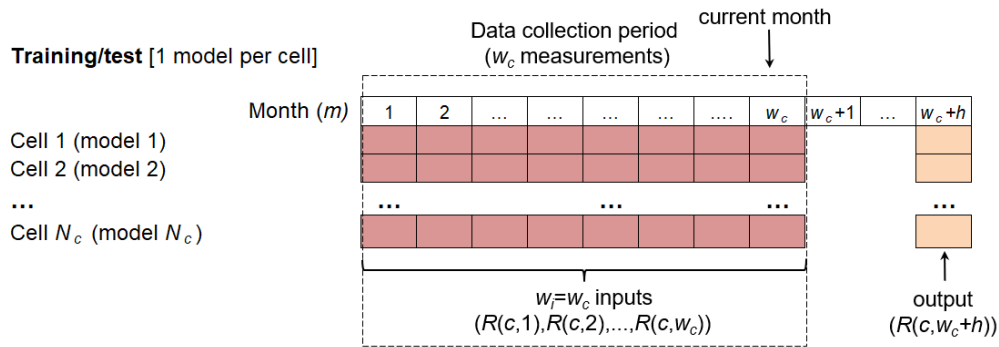 current month
Data collection period
(w_c measurements)
Training/test [1 model per cell]
Month (m) 1 2 ... ... ... ... .... w_c w_c+1 ... w_c+h
Cell 1 (model 1)
Cell 2 (model 2)
... ... ... ... ...
Cell N_c (model N_c)
w_i=w_c inputs
(R(c,1),R(c,2),...,R(c,w_c))
output
(R(c,w_c+h))